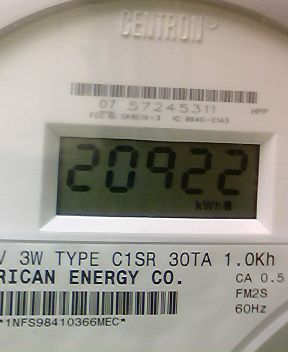 CENTRON®
07 57245311 HPP
20922
kWh
V 3W TYPE C1SR 30TA 1.0Kh
RICAN ENERGY CO. CA 0.5
FM2S
60Hz
*1NFS98410366MEC*